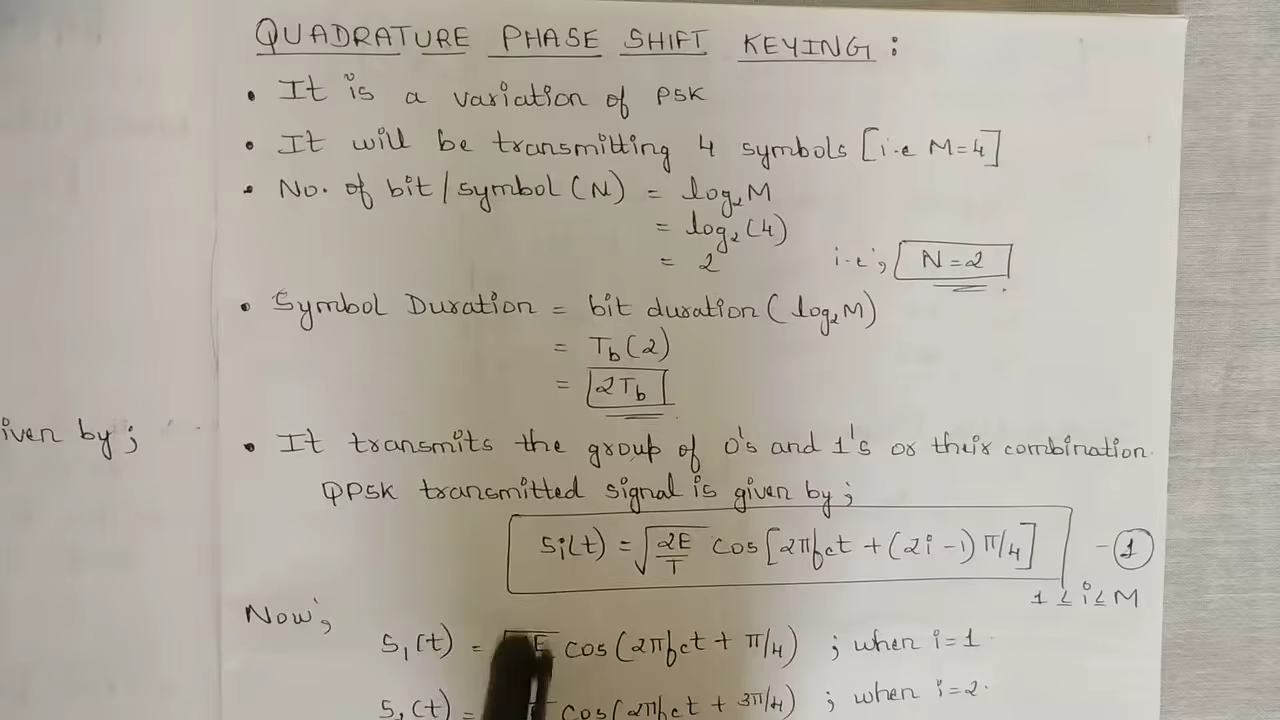 QUADRATURE PHASE SHIFT KEYING :
• It is a variation of PSK
• It will be transmitting 4 symbols [i.e M=4]
• No. of bit / symbol (N) = log₂M
= log₂(4)
= 2 i.e; N=2
• Symbol Duration = bit duration (log₂M)
= Tb(2)
= 2Tb
iven by;
• It transmits the group of 0's and 1's or their combination.
QPSK transmitted signal is given by;
Si(t) = √(2E/T) cos[2πfct + (2i-1)π/4] - 1
1 ≤ i ≤ M
Now;
S₁(t) = E cos(2πfct + π/4) ; when i=1
(t) = cos(2πfct + 3π/4) ; when i=2.